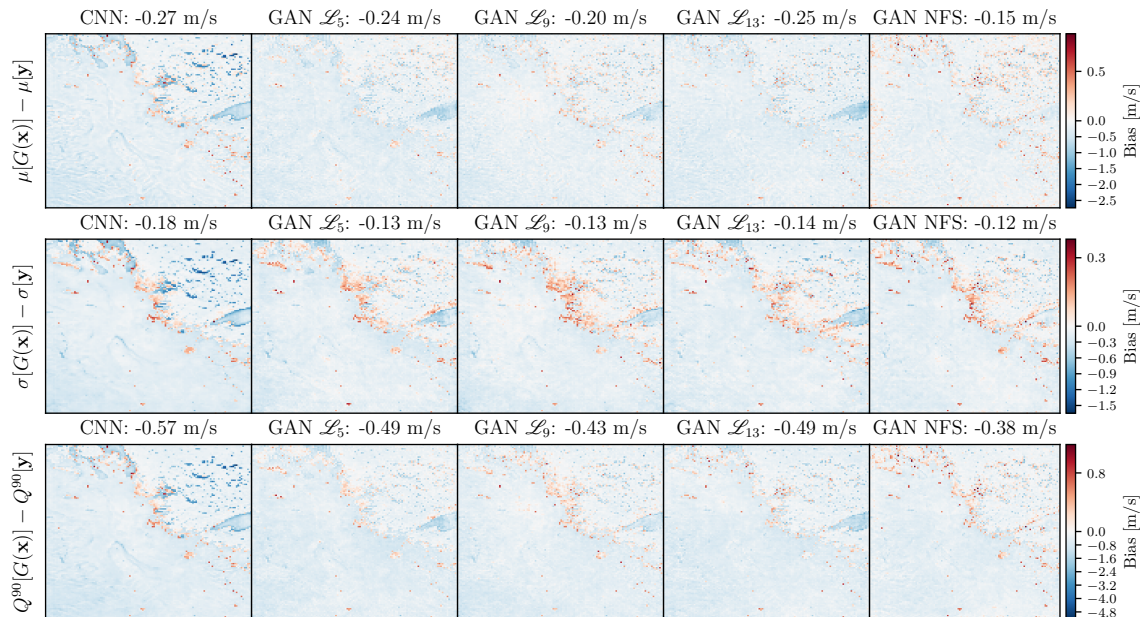 CNN: -0.27 m/s GAN ℒ₅: -0.24 m/s GAN ℒ₉: -0.20 m/s GAN ℒ₁₃: -0.25 m/s GAN NFS: -0.15 m/s
μ[G(𝐱)] − μ[𝐲]
0.5
0.0
−0.5
−1.0
−1.5
−2.0
−2.5
Bias [m/s]
CNN: -0.18 m/s GAN ℒ₅: -0.13 m/s GAN ℒ₉: -0.13 m/s GAN ℒ₁₃: -0.14 m/s GAN NFS: -0.12 m/s
σ[G(𝐱)] − σ[𝐲]
0.3
0.0
−0.3
−0.6
−0.9
−1.2
−1.5
Bias [m/s]
CNN: -0.57 m/s GAN ℒ₅: -0.49 m/s GAN ℒ₉: -0.43 m/s GAN ℒ₁₃: -0.49 m/s GAN NFS: -0.38 m/s
Q⁹⁰[G(𝐱)] − Q⁹⁰[𝐲]
0.8
0.0
−0.8
−1.6
−2.4
−3.2
−4.0
−4.8
Bias [m/s]